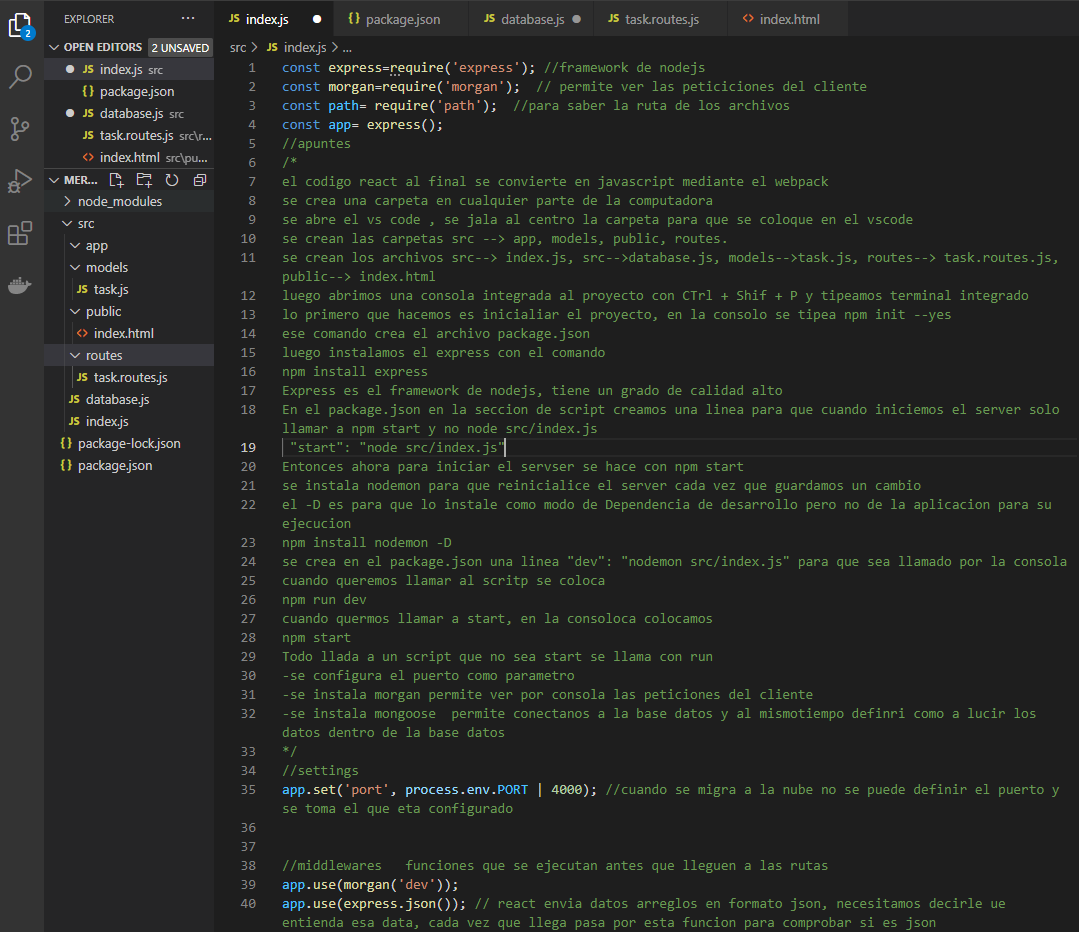 EXPLORER
OPEN EDITORS 2 UNSAVED
JS index.js src
{} package.json
JS database.js src
JS task.routes.js src\r...
<> index.html src\pu...
MER...
node_modules
src
app
models
JS task.js
public
<> index.html
routes
JS task.routes.js
JS database.js
JS index.js
{} package-lock.json
{} package.json
2
JS index.js
{} package.json
JS database.js
JS task.routes.js
<> index.html
src > JS index.js > ...
1 const express=require('express'); //framework de nodejs
2 const morgan=require('morgan');  // permite ver las peticiciones del cliente
3 const path= require('path');  //para saber la ruta de los archivos
4 const app= express();
5 //apuntes
6 /*
7 el codigo react al final se convierte en javascript mediante el webpack
8 se crea una carpeta en cualquier parte de la computadora
9 se abre el vs code , se jala al centro la carpeta para que se coloque en el vscode
10 se crean las carpetas src --> app, models, public, routes.
11 se crean los archivos src--> index.js, src-->database.js, models-->task.js, routes--> task.routes.js,
public--> index.html
12 luego abrimos una consola integrada al proyecto con CTrl + Shif + P y tipeamos terminal integrado
13 lo primero que hacemos es inicialiar el proyecto, en la consolo se tipea npm init --yes
14 ese comando crea el archivo package.json
15 luego instalamos el express con el comando
16 npm install express
17 Express es el framework de nodejs, tiene un grado de calidad alto
18 En el package.json en la seccion de script creamos una linea para que cuando iniciemos el server solo
llamar a npm start y no node src/index.js
19 "start": "node src/index.js"
20 Entonces ahora para iniciar el servser se hace con npm start
21 se instala nodemon para que reinicialice el server cada vez que guardamos un cambio
22 el -D es para que lo instale como modo de Dependencia de desarrollo pero no de la aplicacion para su
ejecucion
23 npm install nodemon -D
24 se crea en el package.json una linea "dev": "nodemon src/index.js" para que sea llamado por la consola
25 cuando queremos llamar al scritp se coloca
26 npm run dev
27 cuando quermos llamar a start, en la consoloca colocamos
28 npm start
29 Todo llada a un script que no sea start se llama con run
30 -se configura el puerto como parametro
31 -se instala morgan permite ver por consola las peticiones del cliente
32 -se instala mongoose  permite conectanos a la base datos y al mismotiempo definri como a lucir los
datos dentro de la base datos
33 */
34 //settings
35 app.set('port', process.env.PORT | 4000); //cuando se migra a la nube no se puede definir el puerto y
se toma el que eta configurado
36
37
38 //middlewares   funciones que se ejecutan antes que lleguen a las rutas
39 app.use(morgan('dev'));
40 app.use(express.json()); // react envia datos arreglos en formato json, necesitamos decirle ue
entienda esa data, cada vez que llega pasa por esta funcion para comprobar si es json